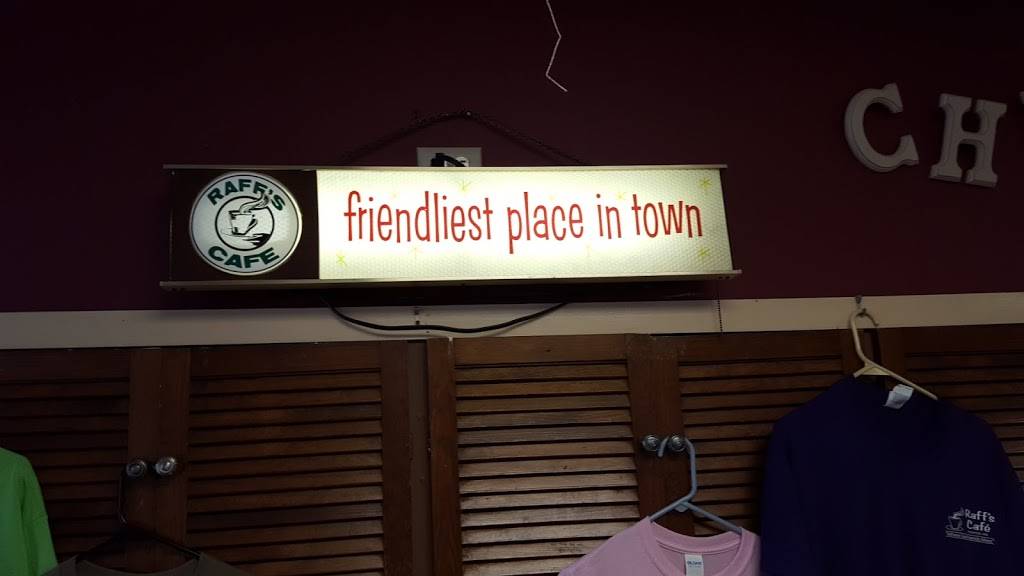 RAFF'S
CAFE
friendliest place in town
CH
Raff's
Café